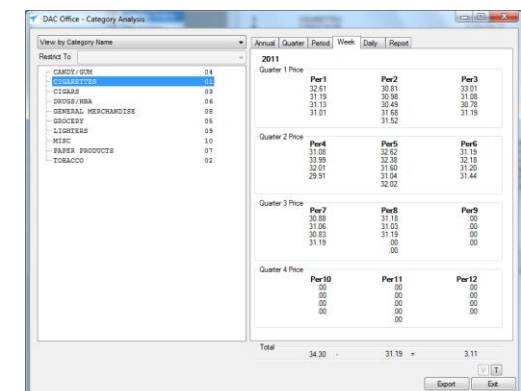 DAC Office - Category Analysis
View by Category Name
Restrict To
CANDY/GUM 04
CIGARETTES 01
CIGARS 03
DRUGS/HBA 06
GENERAL MERCHANDISE 08
GROCERY 05
LIGHTERS 09
MISC 10
PAPER PRODUCTS 07
TOBACCO 02
Annual Quarter Period Week Daily Report
2011
Quarter 1 Price
Per1 Per2 Per3
32.61 30.81 33.01
31.19 30.98 31.08
31.13 30.49 30.78
31.01 31.68 31.19
31.52
Quarter 2 Price
Per4 Per5 Per6
31.08 32.62 31.19
33.99 32.38 32.18
32.01 31.60 31.20
29.91 31.04 31.44
32.02
Quarter 3 Price
Per7 Per8 Per9
30.88 31.18 .00
31.06 31.03 .00
30.83 31.19 .00
31.19 .00 .00
.00
Quarter 4 Price
Per10 Per11 Per12
.00 .00 .00
.00 .00 .00
.00 .00 .00
.00 .00 .00
.00
Total 34.30 - 31.19 = 3.11
V T
Export Exit